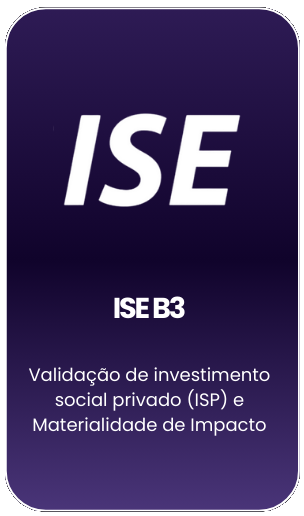 ISE
ISE B3
Validação de investimento
social privado (ISP) e
Materialidade de Impacto